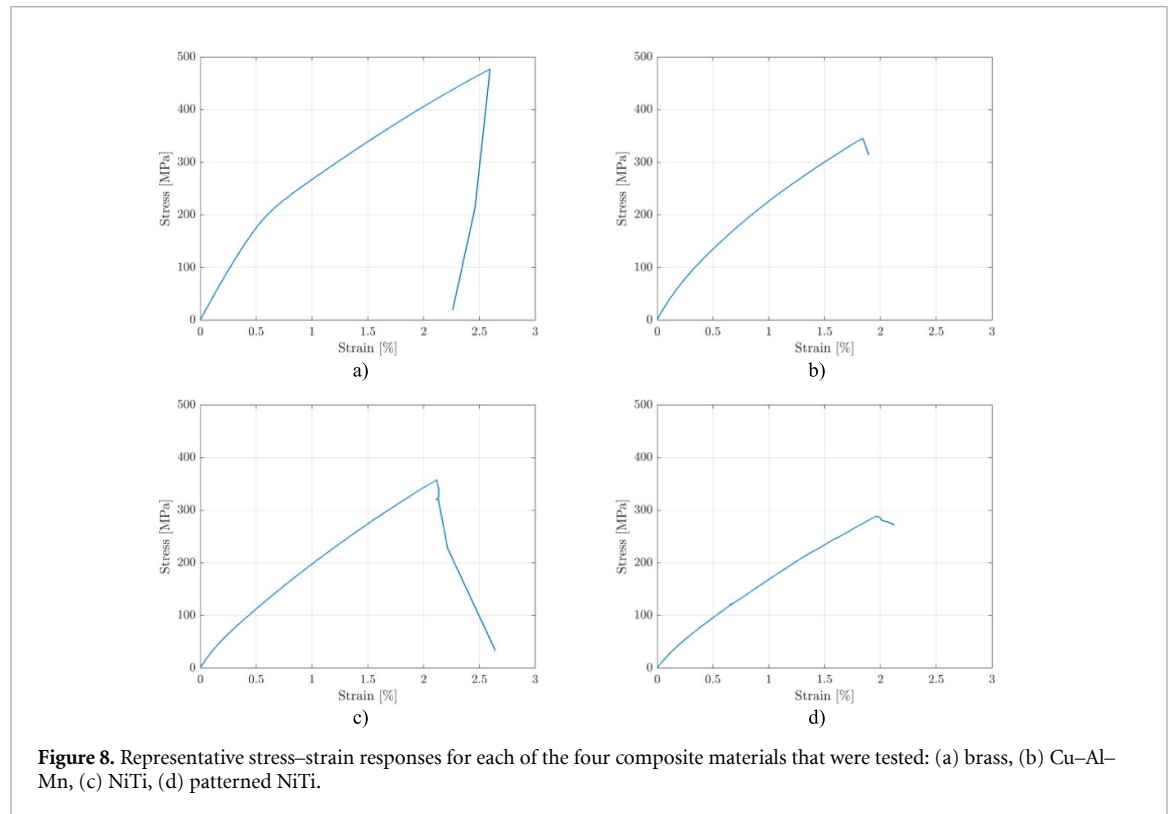 500
400
300
200
100
0
Stress [MPa]
0 0.5 1 1.5 2 2.5 3
Strain [%]
a)
500
400
300
200
100
0
Stress [MPa]
0 0.5 1 1.5 2 2.5 3
Strain [%]
b)
500
400
300
200
100
0
Stress [MPa]
0 0.5 1 1.5 2 2.5 3
Strain [%]
c)
500
400
300
200
100
0
Stress [MPa]
0 0.5 1 1.5 2 2.5 3
Strain [%]
d)
Figure 8. Representative stress–strain responses for each of the four composite materials that were tested: (a) brass, (b) Cu–Al–
Mn, (c) NiTi, (d) patterned NiTi.